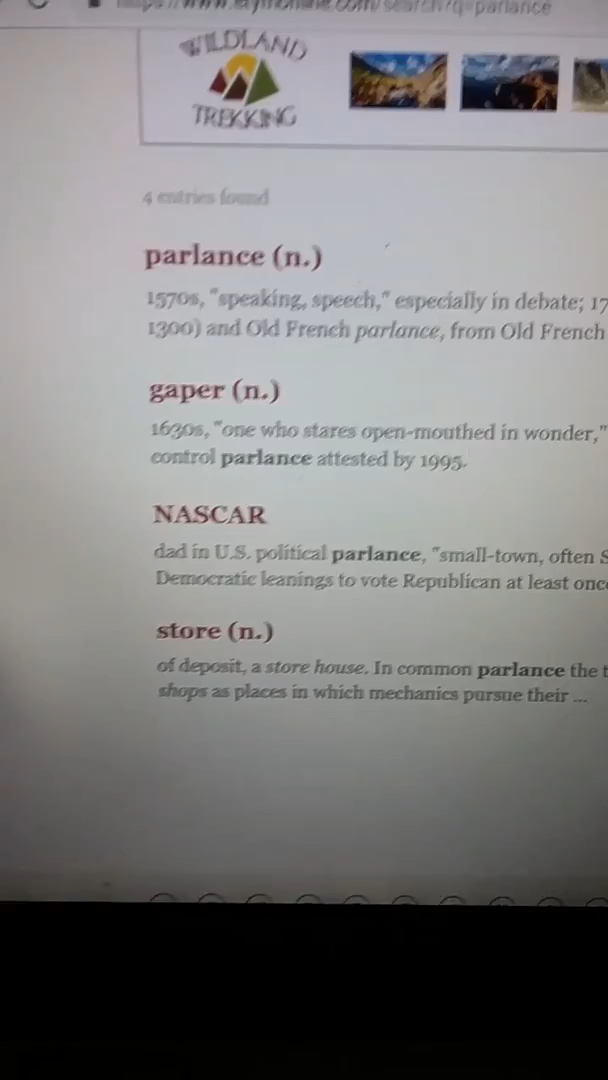 WILDLAND
TREKKING
4 entries found
parlance (n.)
1570s, "speaking, speech," especially in debate; 17
1300) and Old French parlance, from Old French
gaper (n.)
1630s, "one who stares open-mouthed in wonder,"
control parlance attested by 1995.
NASCAR
dad in U.S. political parlance, "small-town, often S
Democratic leanings to vote Republican at least onc
store (n.)
of deposit, a store house. In common parlance the t
shops as places in which mechanics pursue their ...